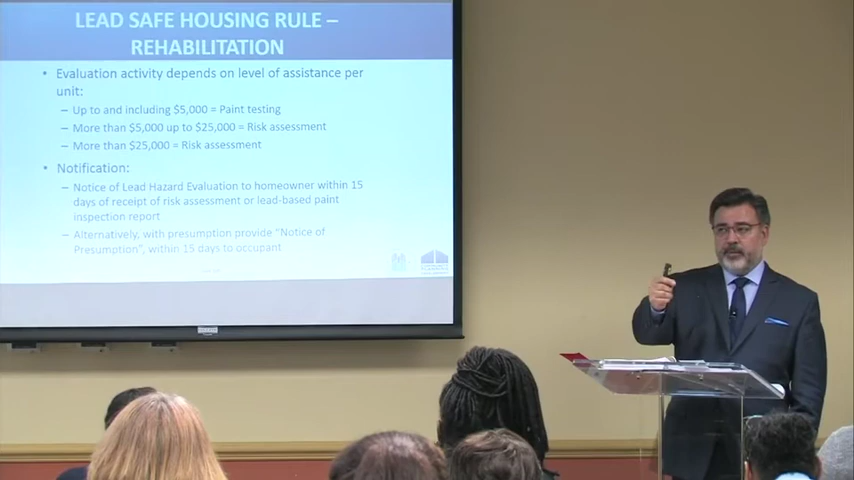 LEAD SAFE HOUSING RULE –
REHABILITATION
• Evaluation activity depends on level of assistance per
unit:
– Up to and including $5,000 = Paint testing
– More than $5,000 up to $25,000 = Risk assessment
– More than $25,000 = Risk assessment
• Notification:
– Notice of Lead Hazard Evaluation to homeowner within 15
days of receipt of risk assessment or lead-based paint
inspection report
– Alternatively, with presumption provide “Notice of
Presumption”, within 15 days to occupant